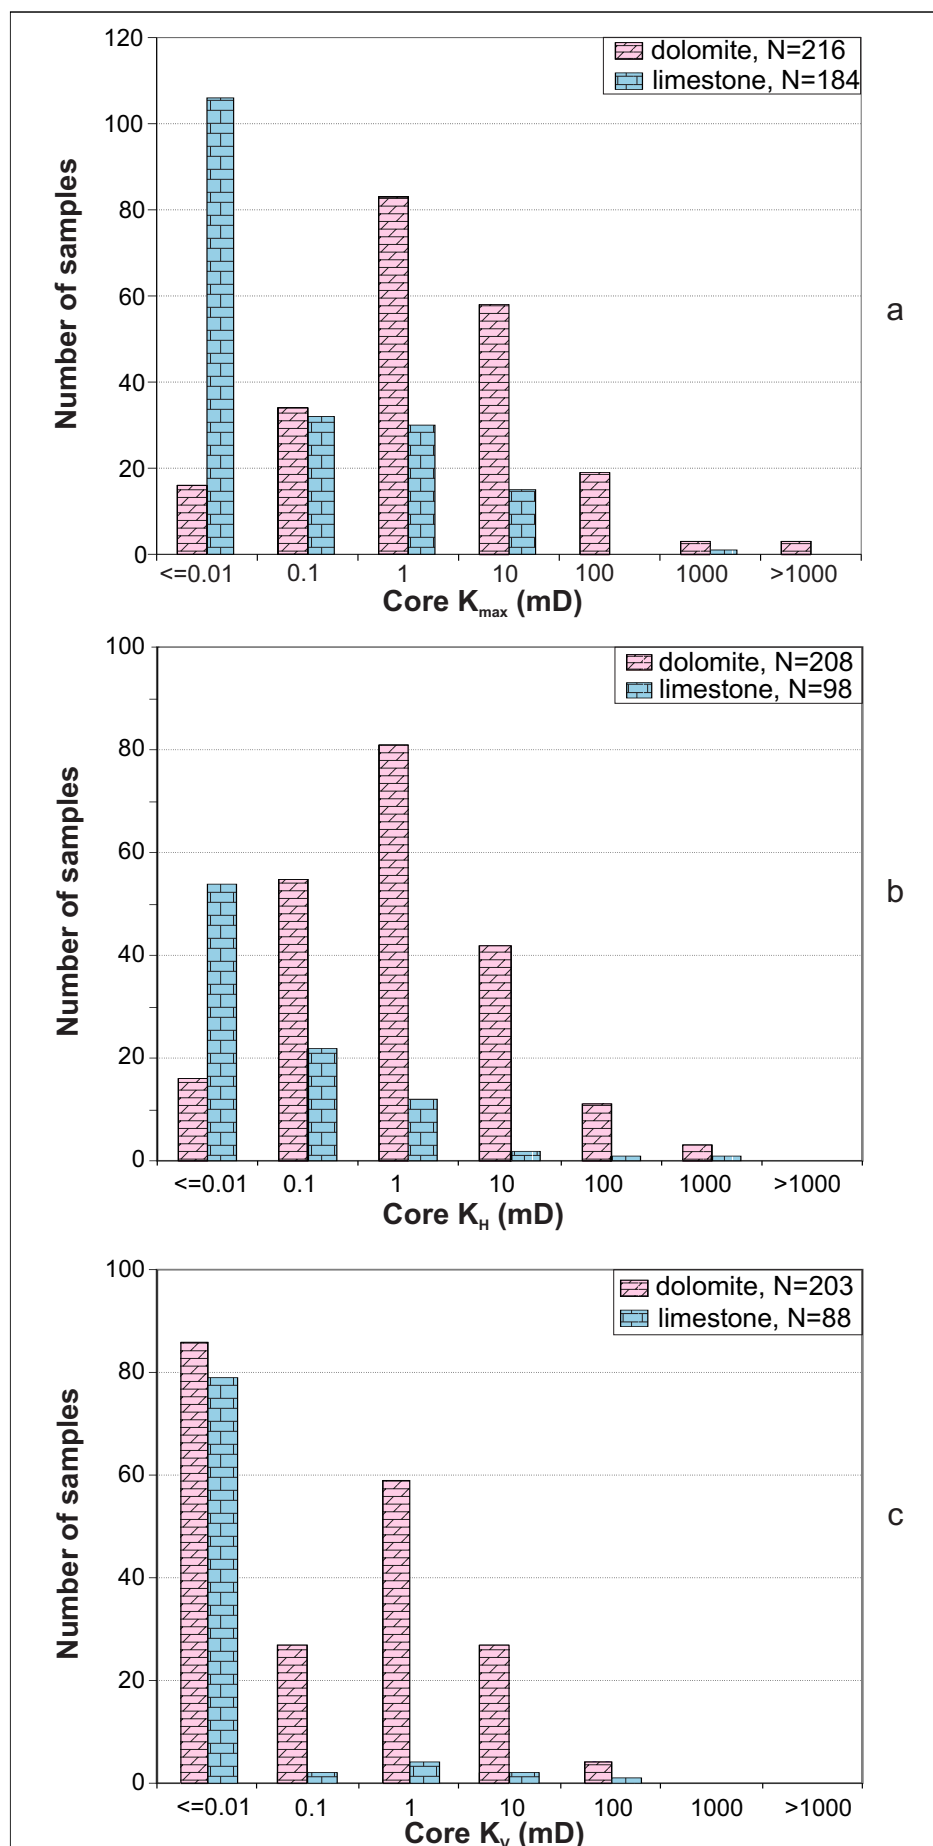 120
100
80
60
40
20
0
Number of samples
dolomite, N=216
limestone, N=184
<=0.01 0.1 1 10 100 1000 >1000
Core Kmax (mD)
a
100
80
60
40
20
0
Number of samples
dolomite, N=208
limestone, N=98
<=0.01 0.1 1 10 100 1000 >1000
Core KH (mD)
b
100
80
60
40
20
0
Number of samples
dolomite, N=203
limestone, N=88
<=0.01 0.1 1 10 100 1000 >1000
Core KV (mD)
c